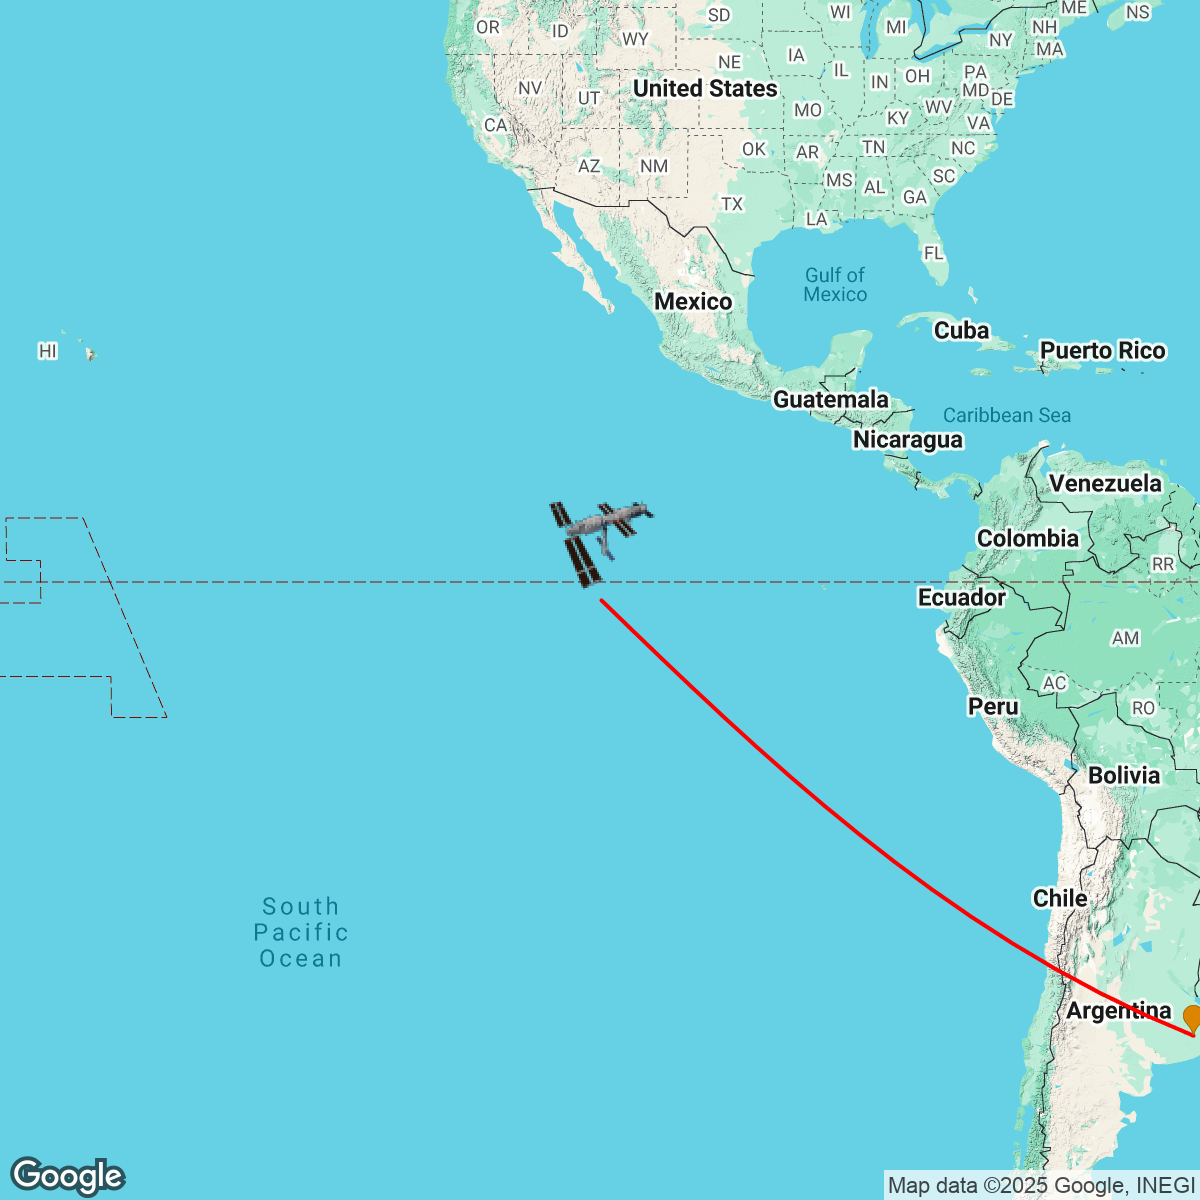 SD
WI
ME
NS
OR
ID
WY
MI
NH
NY
MA
NE
IA
IL
IN
OH
PA
MD
DE
NV
UT
United States
MO
KY
WV
VA
CA
AZ
NM
OK
AR
TN
NC
MS
AL
SC
GA
TX
LA
FL
Gulf of
Mexico
Mexico
Cuba
Puerto Rico
HI
Guatemala
Caribbean Sea
Nicaragua
Venezuela
Colombia
RR
Ecuador
AM
AC
Peru
RO
Bolivia
Chile
South
Pacific
Ocean
Argentina
Google
Map data ©2025 Google, INEGI